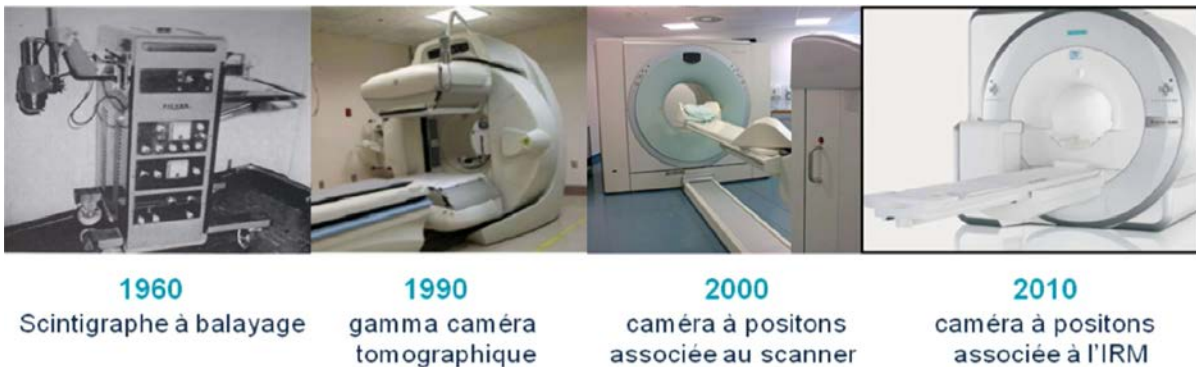 1960
Scintigraphe à balayage
1990
gamma caméra
tomographique
2000
caméra à positons
associée au scanner
2010
caméra à positons
associée à l'IRM